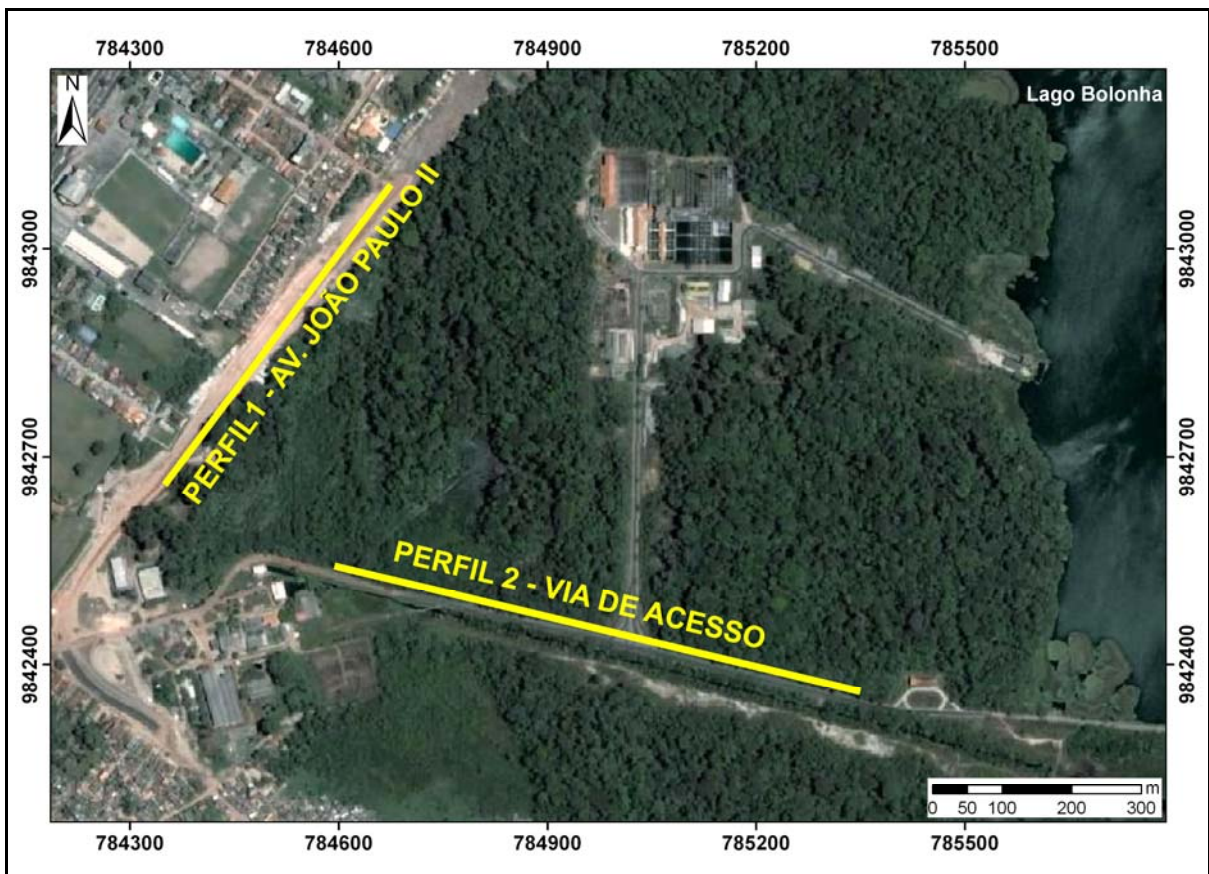 784300 784600 784900 785200 785500
N
Lago Bolonha
PERFIL1 - AV. JOÃO PAULO II
9843000 9843000
9842700 9842700
PERFIL 2 - VIA DE ACESSO
9842400 9842400
m
0 50 100 200 300
784300 784600 784900 785200 785500